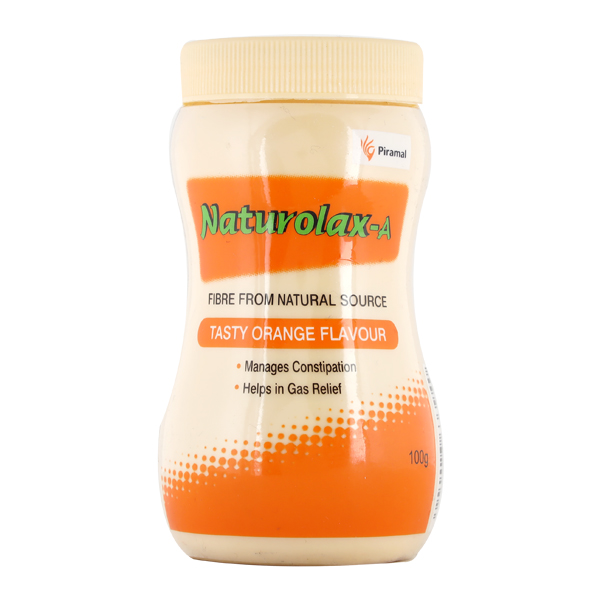 Piramal
Naturolax-A
FIBRE FROM NATURAL SOURCE
TASTY ORANGE FLAVOUR
• Manages Constipation
• Helps in Gas Relief
100g